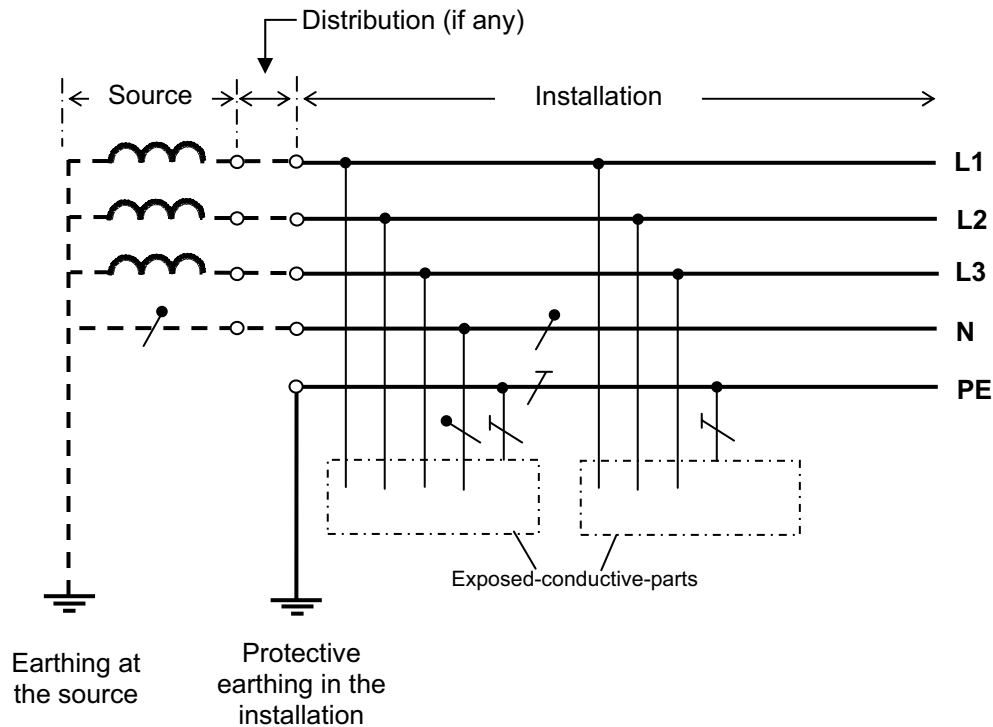 Distribution (if any)
Source
Installation
L1
L2
L3
N
PE
Exposed-conductive-parts
Earthing at
the source
Protective
earthing in the
installation